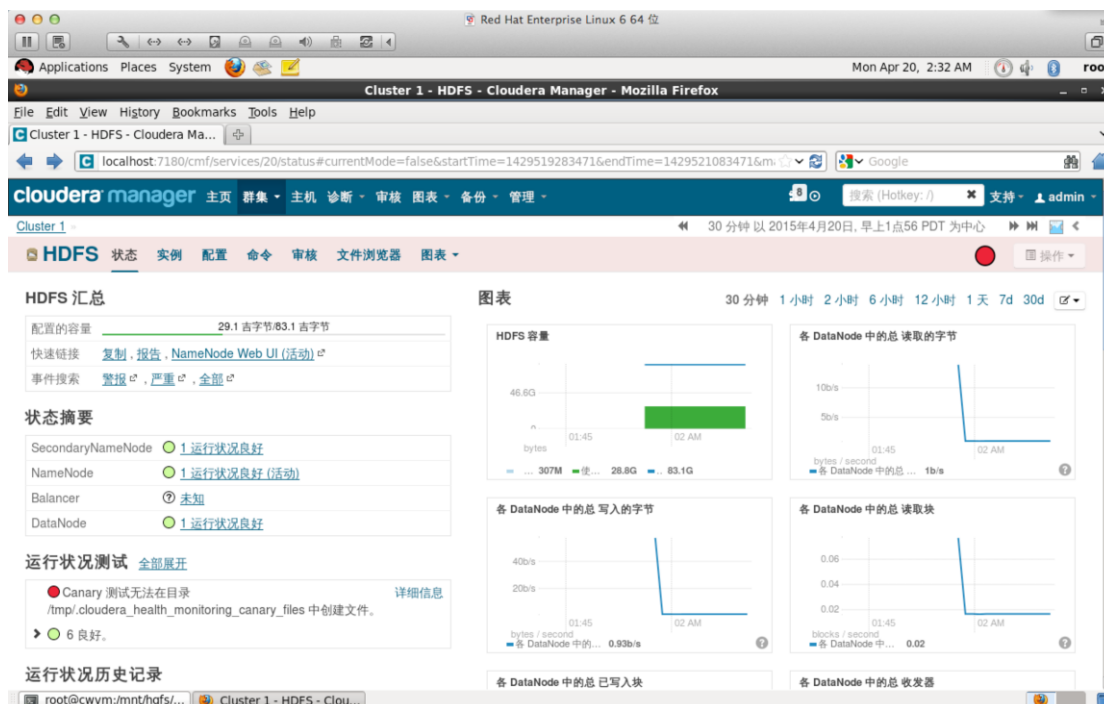 Red Hat Enterprise Linux 6 64 位
Applications Places System Mon Apr 20, 2:32 AM roo
Cluster 1 - HDFS - Cloudera Manager - Mozilla Firefox
File Edit View History Bookmarks Tools Help
Cluster 1 - HDFS - Cloudera Ma...
localhost:7180/cmf/services/20/status#currentMode=false&startTime=1429519283471&endTime=1429521083471&m Google
cloudera manager 主页 群集 主机 诊断 审核 图表 备份 管理 8 搜索 (Hotkey: /) 支持 admin
Cluster 1 30 分钟 以 2015年4月20日, 早上1点56 PDT 为中心
HDFS 状态 实例 配置 命令 审核 文件浏览器 图表 操作
HDFS 汇总
配置的容量 29.1 吉字节/83.1 吉字节
快速链接 复制 , 报告 , NameNode Web UI (活动)
事件搜索 警报 , 严重 , 全部
状态摘要
SecondaryNameNode 1 运行状况良好
NameNode 1 运行状况良好 (活动)
Balancer 未知
DataNode 1 运行状况良好
运行状况测试 全部展开
Canary 测试无法在目录 详细信息
/tmp/.cloudera_health_monitoring_canary_files 中创建文件。
6 良好。
运行状况历史记录
图表 30 分钟 1 小时 2 小时 6 小时 12 小时 1 天 7d 30d
HDFS 容量
46.6G
0
01:45 02 AM
bytes
... 307M 使... 28.8G .. 83.1G
各 DataNode 中的总 读取的字节
10b/s
5b/s
01:45 02 AM
bytes / second
各 DataNode 中的总 ... 1b/s
各 DataNode 中的总 写入的字节
40b/s
20b/s
01:45 02 AM
bytes / second
各 DataNode 中的... 0.93b/s
各 DataNode 中的总 读取块
0.06
0.04
0.02
01:45 02 AM
blocks / second
各 DataNode 中... 0.02
各 DataNode 中的总 已写入块
各 DataNode 中的总 收发器
root@cwvm:/mnt/hgfs/... Cluster 1 - HDFS - Clou...